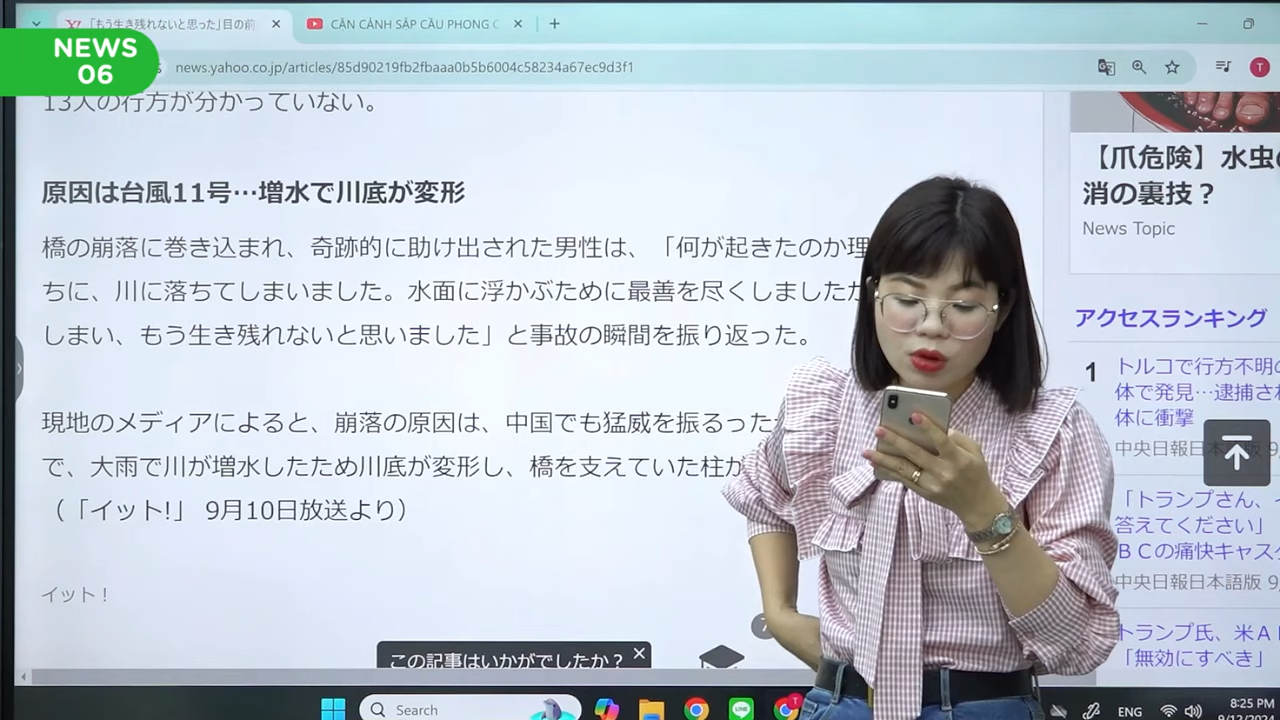 NEWS
06
「もう生き残れないと思った」目の前
CẬN CẢNH SẬP CẦU PHONG C
news.yahoo.co.jp/articles/85d90219fb2fbaaa0b5b6004c58234a67ec9d3f1
T
13人の行方が分かっていない。
原因は台風11号…増水で川底が変形
橋の崩落に巻き込まれ、奇跡的に助け出された男性は、「何が起きたのか理
ちに、川に落ちてしまいました。水面に浮かぶために最善を尽くしましたが
しまい、もう生き残れないと思いました」と事故の瞬間を振り返った。
現地のメディアによると、崩落の原因は、中国でも猛威を振るった
で、大雨で川が増水したため川底が変形し、橋を支えていた柱が
（「イット!」 9月10日放送より）
イット！
この記事はいかがでしたか？
【爪危険】水虫
消の裏技？
News Topic
アクセスランキング
1
トルコで行方不明
体で発見…逮捕さ
体に衝撃
中央日報日本 版 9
「トランプさん、
答えてください」
ＢＣの痛快キャス
中央日報日本語版 9
トランプ氏、米Ａ
「無効にすべき」
Search
T
ENG
8:25 PM